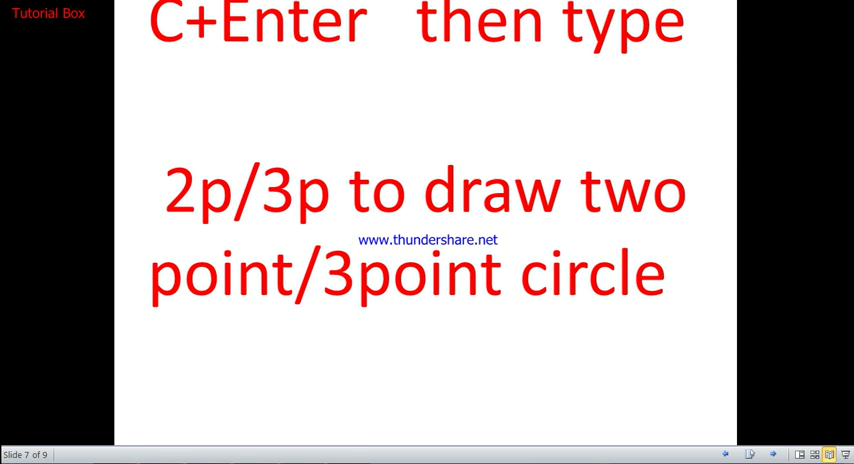 Tutorial Box
C+Enter then type
2p/3p to draw two
www.thundershare.net
point/3point circle
Slide 7 of 9